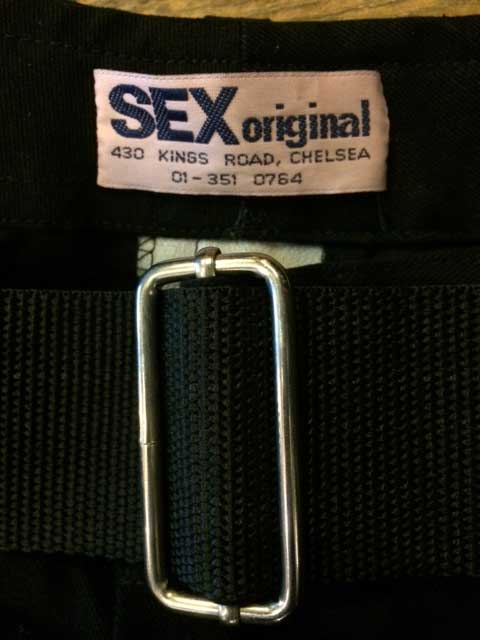 SEX original
430 KINGS ROAD, CHELSEA
01-351 0764